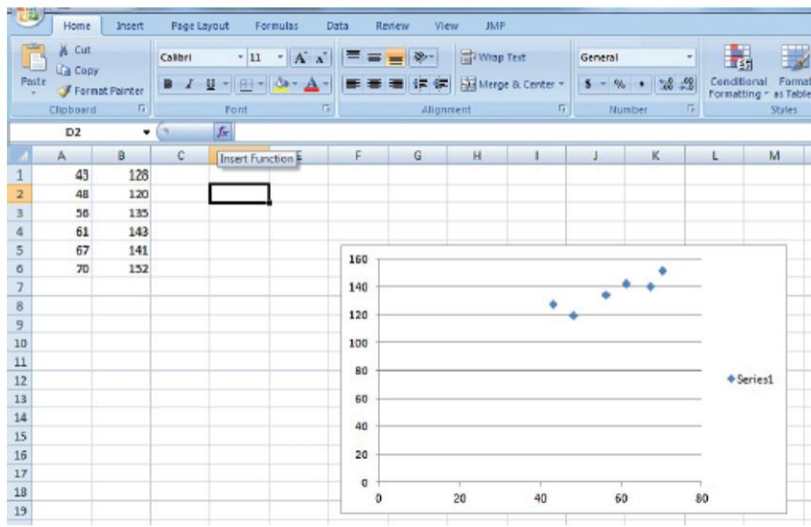 Home Insert Page Layout Formulas Data Review View JMP
Cut
Copy
Format Painter
Paste
Calibri 11 A A
B I U A
Wrap Text
Merge & Center
General
$ % ,
Conditional Formatting
Format as Table
Clipboard Font Alignment Number Styles
D2 fx
Insert Function
A B C E F G H I J K L M
1 43 128
2 48 120
3 56 135
4 61 143
5 67 141
6 70 152
7
8
9
10
11
12
13
14
15
16
17
18
19
160
140
120
100
80
60
40
20
0
0 20 40 60 80
Series1